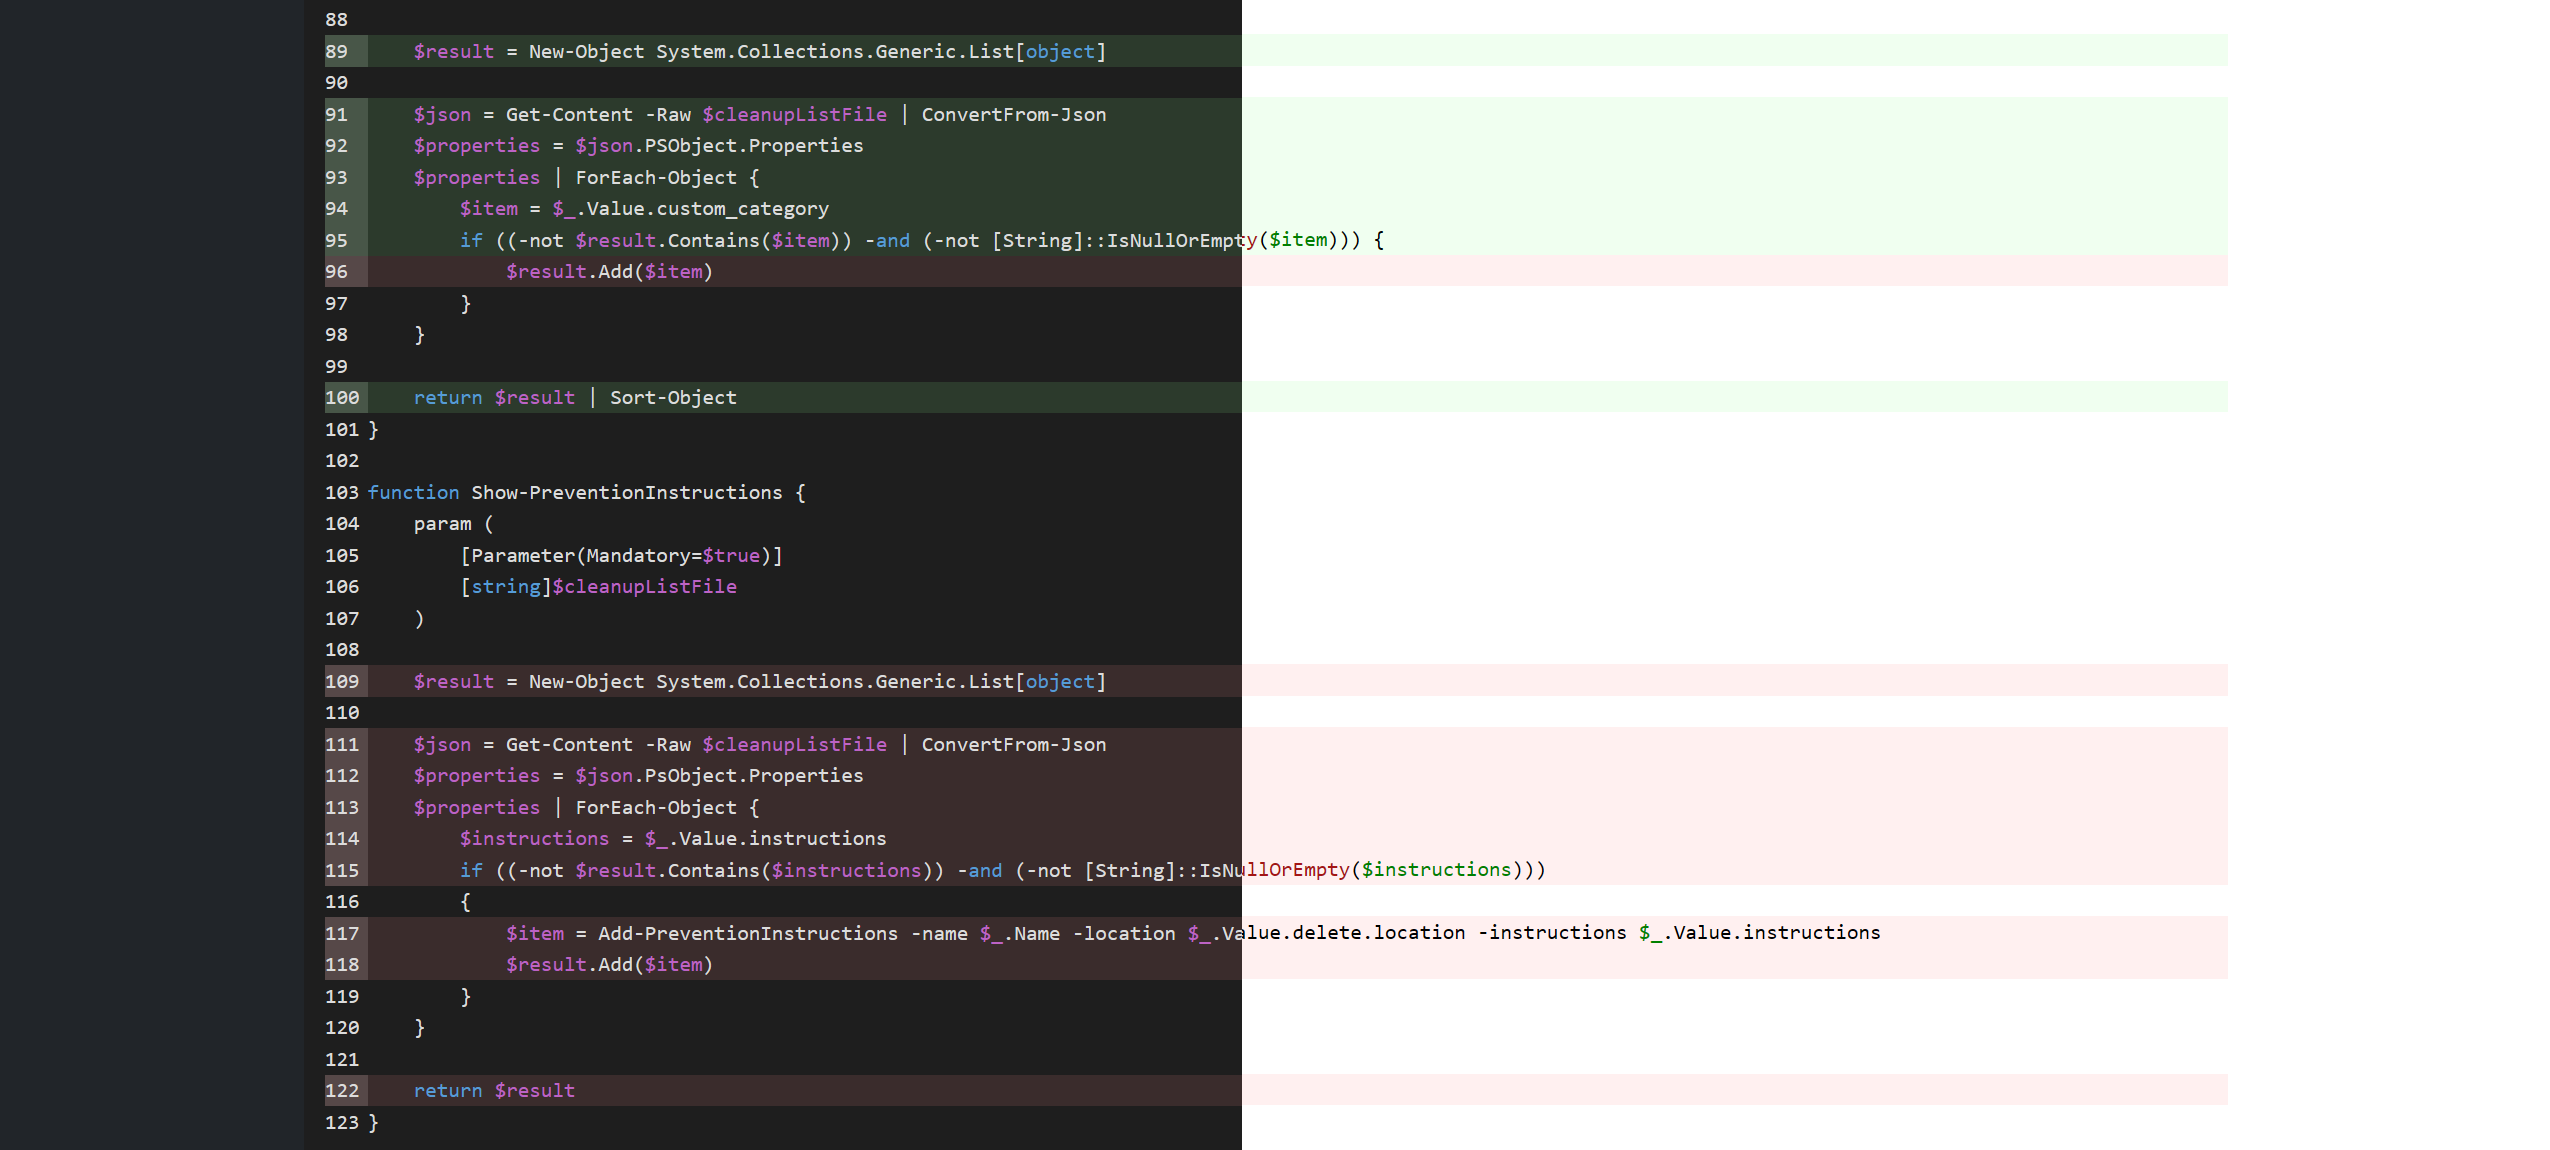 88
89     $result = New-Object System.Collections.Generic.List[object]
90
91     $json = Get-Content -Raw $cleanupListFile | ConvertFrom-Json
92     $properties = $json.PSObject.Properties
93     $properties | ForEach-Object {
94         $item = $_.Value.custom_category
95         if ((-not $result.Contains($item)) -and (-not [String]::IsNullOrEmpty($item))) {
96             $result.Add($item)
97         }
98     }
99
100     return $result | Sort-Object
101 }
102
103 function Show-PreventionInstructions {
104     param (
105         [Parameter(Mandatory=$true)]
106         [string]$cleanupListFile
107     )
108
109     $result = New-Object System.Collections.Generic.List[object]
110
111     $json = Get-Content -Raw $cleanupListFile | ConvertFrom-Json
112     $properties = $json.PsObject.Properties
113     $properties | ForEach-Object {
114         $instructions = $_.Value.instructions
115         if ((-not $result.Contains($instructions)) -and (-not [String]::IsNullOrEmpty($instructions)))
116         {
117             $item = Add-PreventionInstructions -name $_.Name -location $_.Value.delete.location -instructions $_.Value.instructions
118             $result.Add($item)
119         }
120     }
121
122     return $result
123 }